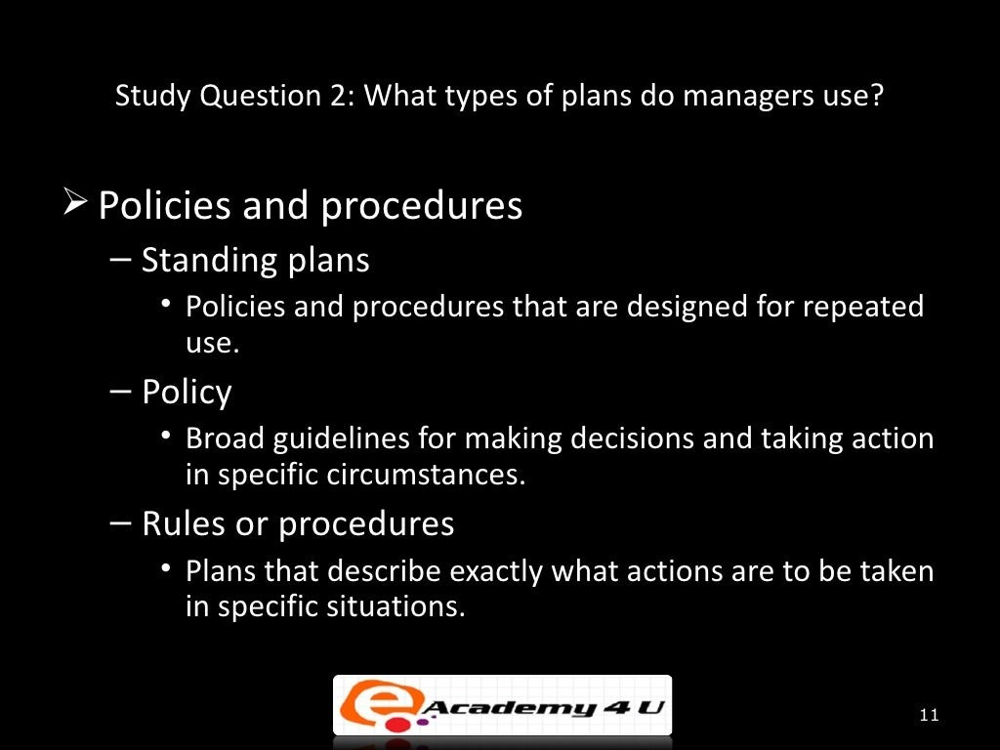 Study Question 2: What types of plans do managers use?
➢ Policies and procedures
– Standing plans
• Policies and procedures that are designed for repeated
use.
– Policy
• Broad guidelines for making decisions and taking action
in specific circumstances.
– Rules or procedures
• Plans that describe exactly what actions are to be taken
in specific situations.
e Academy 4 U
11